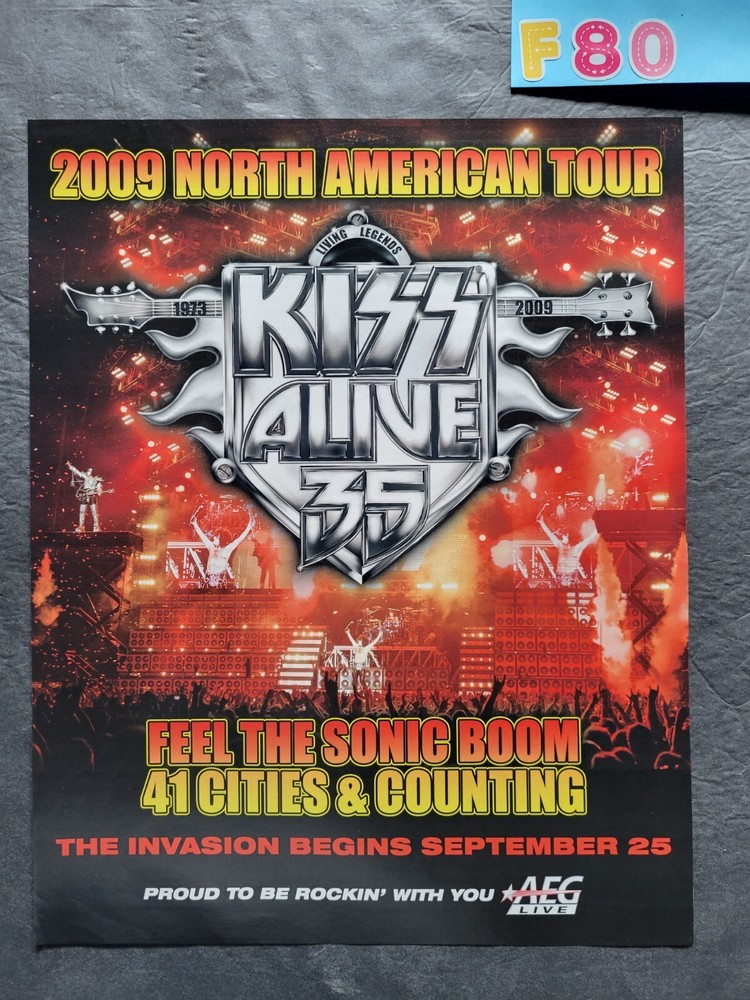 F80
2009 NORTH AMERICAN TOUR
LIVING LEGENDS
1973
KISS
2009
ALIVE
35
FEEL THE SONIC BOOM
41 CITIES & COUNTING
THE INVASION BEGINS SEPTEMBER 25
PROUD TO BE ROCKIN' WITH YOU AEG
LIVE